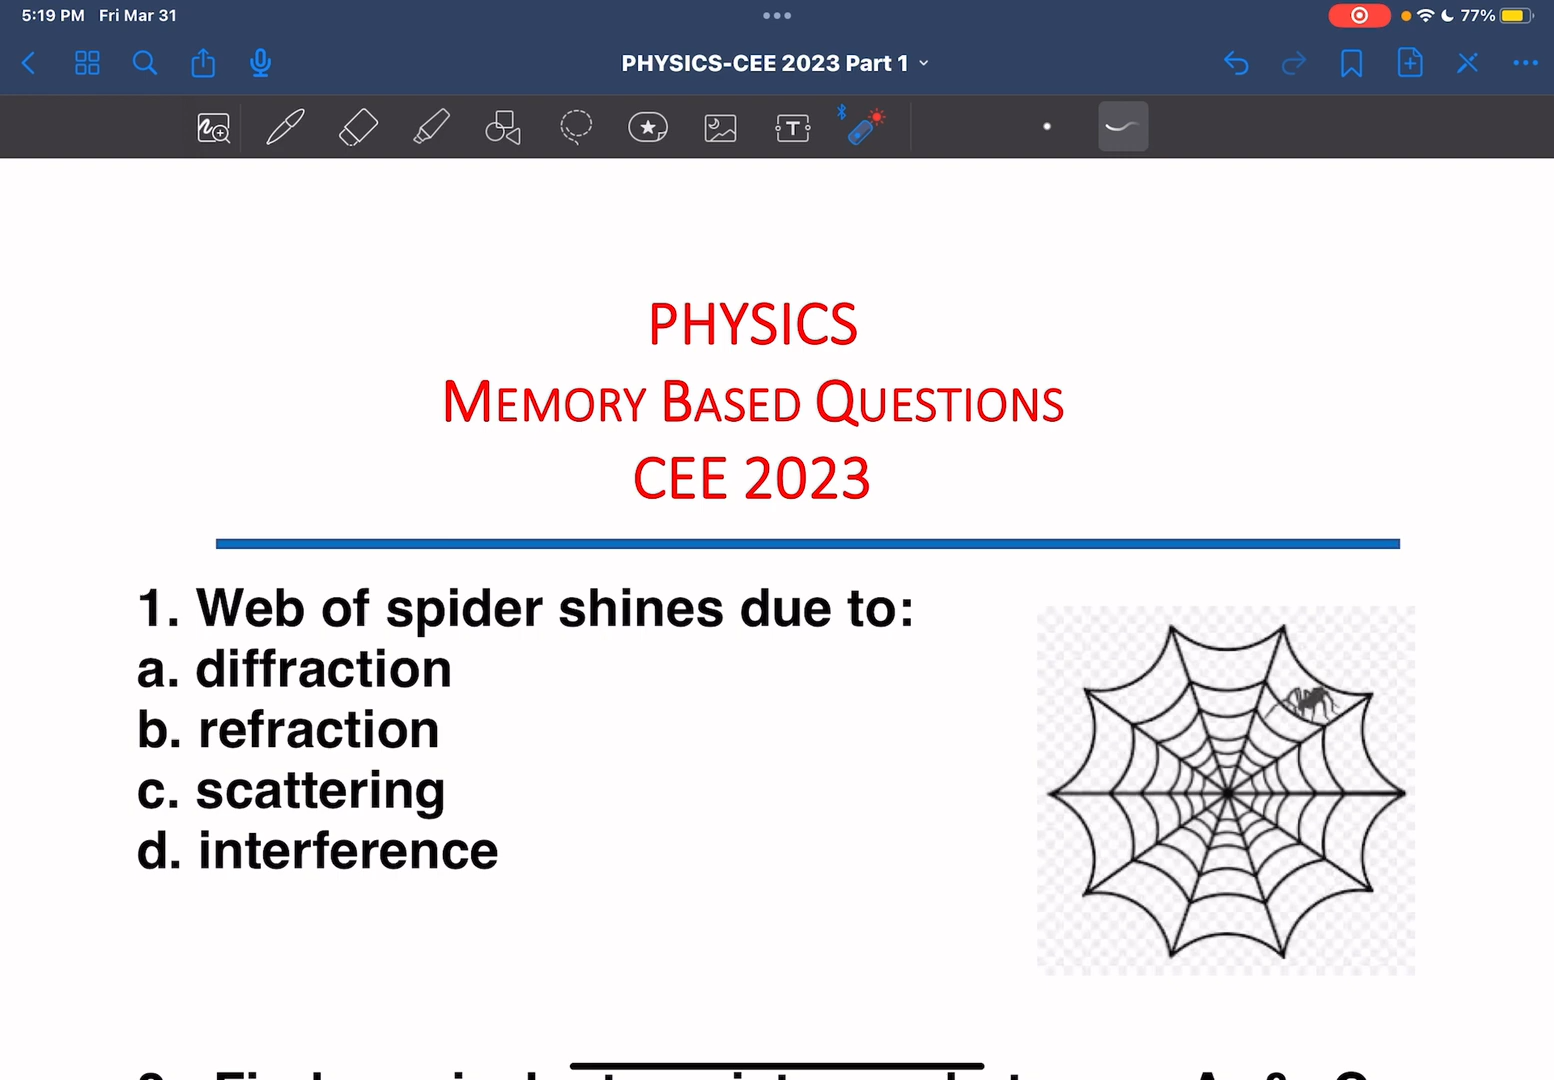 5:19 PM Fri Mar 31
77%
PHYSICS-CEE 2023 Part 1
T
PHYSICS
MEMORY BASED QUESTIONS
CEE 2023
1. Web of spider shines due to:
a. diffraction
b. refraction
c. scattering
d. interference